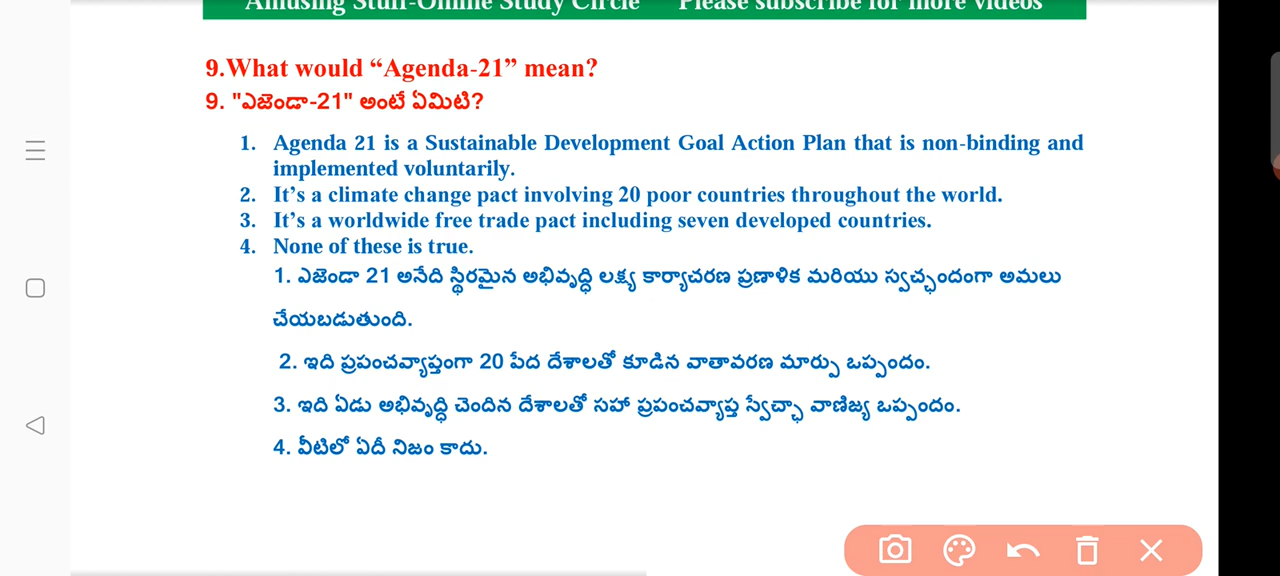 Amusing Stuff-Online Study Circle Please subscribe for more videos
9.What would “Agenda-21” mean?
9. "ఎజెండా-21" అంటే ఏమిటి?
1. Agenda 21 is a Sustainable Development Goal Action Plan that is non-binding and
implemented voluntarily.
2. It’s a climate change pact involving 20 poor countries throughout the world.
3. It’s a worldwide free trade pact including seven developed countries.
4. None of these is true.
1. ఎజెండా 21 అనేది స్థిరమైన అభివృద్ధి లక్ష్య కార్యాచరణ ప్రణాళిక మరియు స్వచ్ఛందంగా అమలు
చేయబడుతుంది.
2. ఇది ప్రపంచవ్యాప్తంగా 20 పేద దేశాలతో కూడిన వాతావరణ మార్పు ఒప్పందం.
3. ఇది ఏడు అభివృద్ధి చెందిన దేశాలతో సహా ప్రపంచవ్యాప్త స్వేచ్ఛా వాణిజ్య ఒప్పందం.
4. వీటిలో ఏదీ నిజం కాదు.